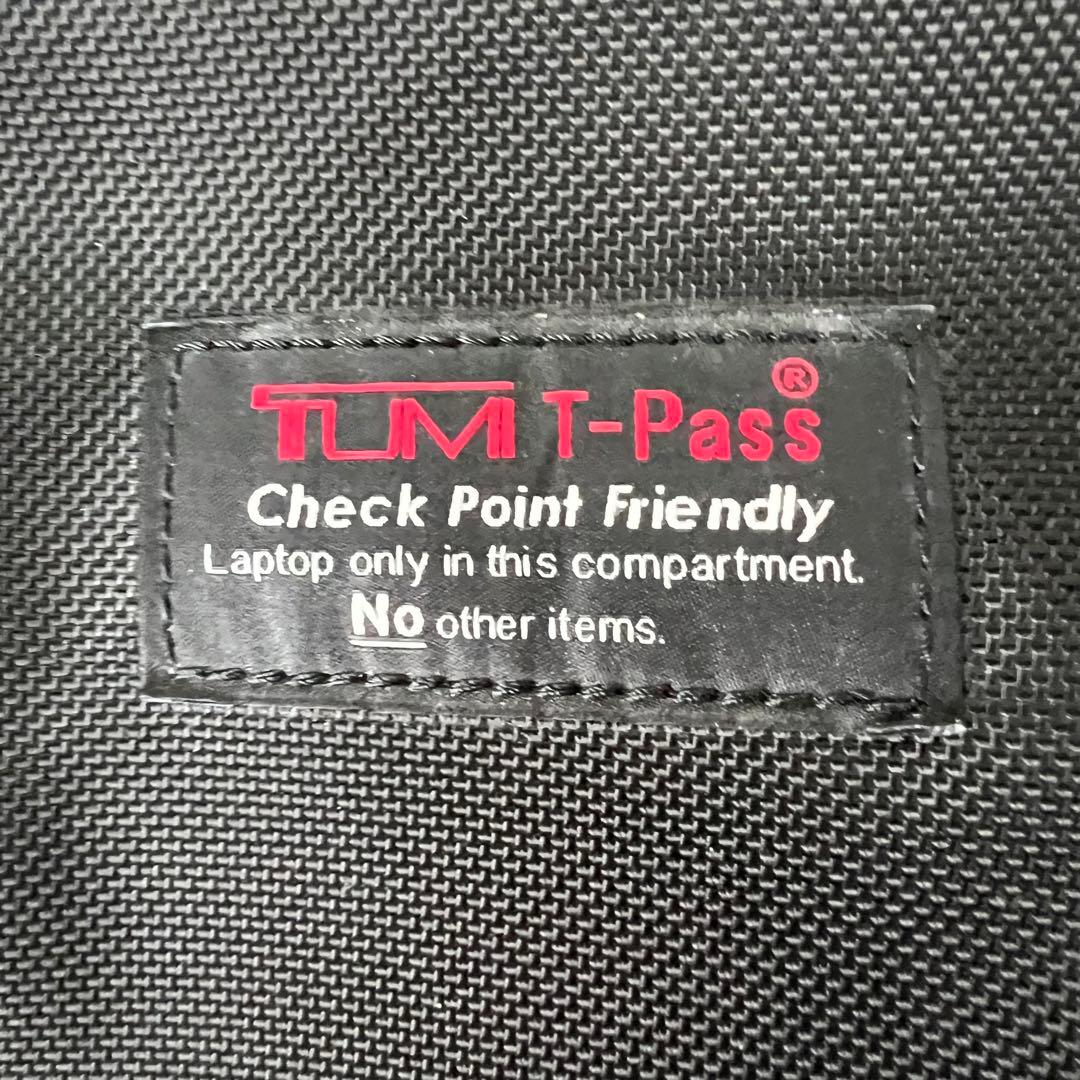 TUMI T-Pass®
Check Point Friendly
Laptop only in this compartment.
No other items.